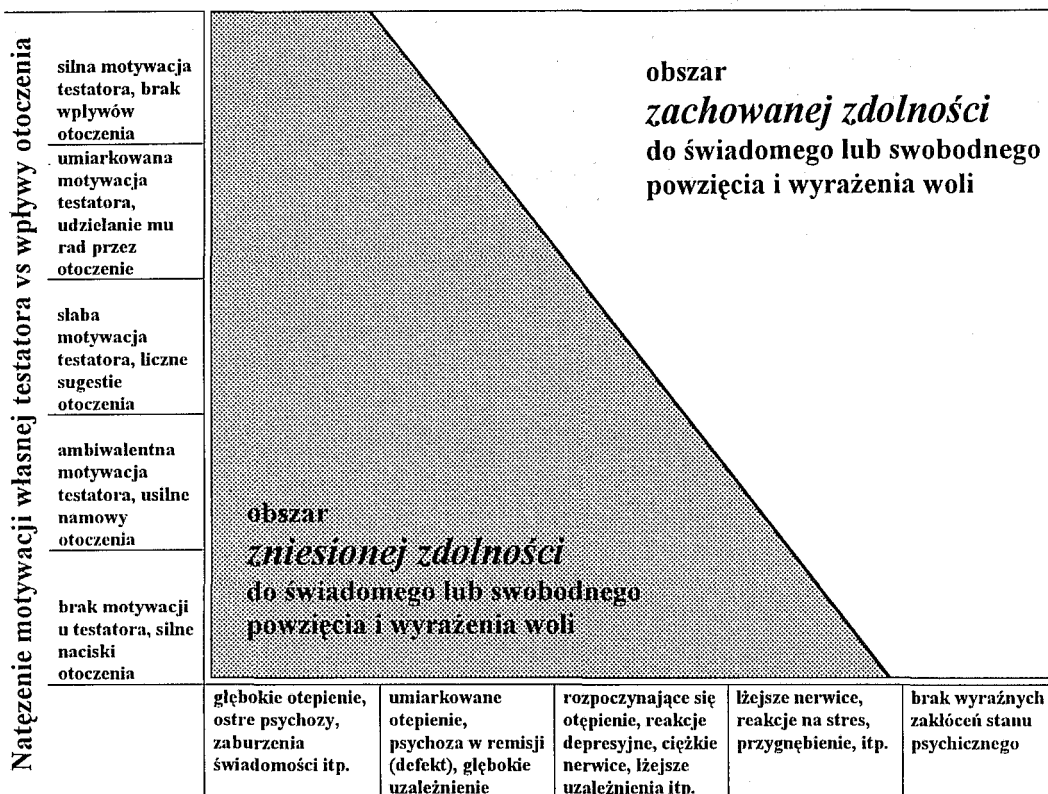 Natężenie motywacji własnej testatora vs wpływy otoczenia
silna motywacja
testatora, brak
wpływów
otoczenia
umiarkowana
motywacja
testatora,
udzielanie mu
rad przez
otoczenie
słaba
motywacja
testatora, liczne
sugestie
otoczenia
ambiwalentna
motywacja
testatora, usilne
namowy
otoczenia
brak motywacji
u testatora, silne
naciski
otoczenia
obszar
zachowanej zdolności
do świadomego lub swobodnego
powzięcia i wyrażenia woli
obszar
zniesionej zdolności
do świadomego lub swobodnego
powzięcia i wyrażenia woli
głębokie otepienie,
ostre psychozy,
zaburzenia
świadomości itp.
umiarkowane
otepienie,
psychoza w remisji
(defekt), głębokie
uzależnienie
rozpoczynające się
otępienie, reakcje
depresyjne, ciężkie
nerwice, lżejsze
uzależnienia itp.
lżejsze nerwice,
reakcje na stres,
przygnębienie, itp.
brak wyraźnych
zakłóceń stanu
psychicznego